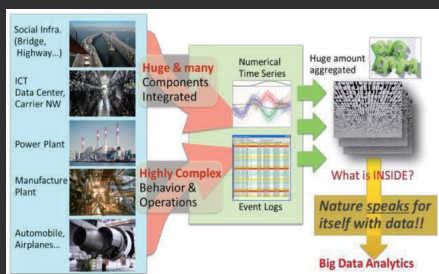 Social Infra.
(Bridge,
Highway...)
ICT
Data Center,
Carrier NW
Power Plant
Manufacture
Plant
Automobile,
Airplanes...
Huge & many
Components
Integrated
Highly Complex
Behavior &
Operations
Numerical
Time Series
Event Logs
Huge amount
aggregated
What is INSIDE?
Nature speaks for
itself with data!!
Big Data Analytics